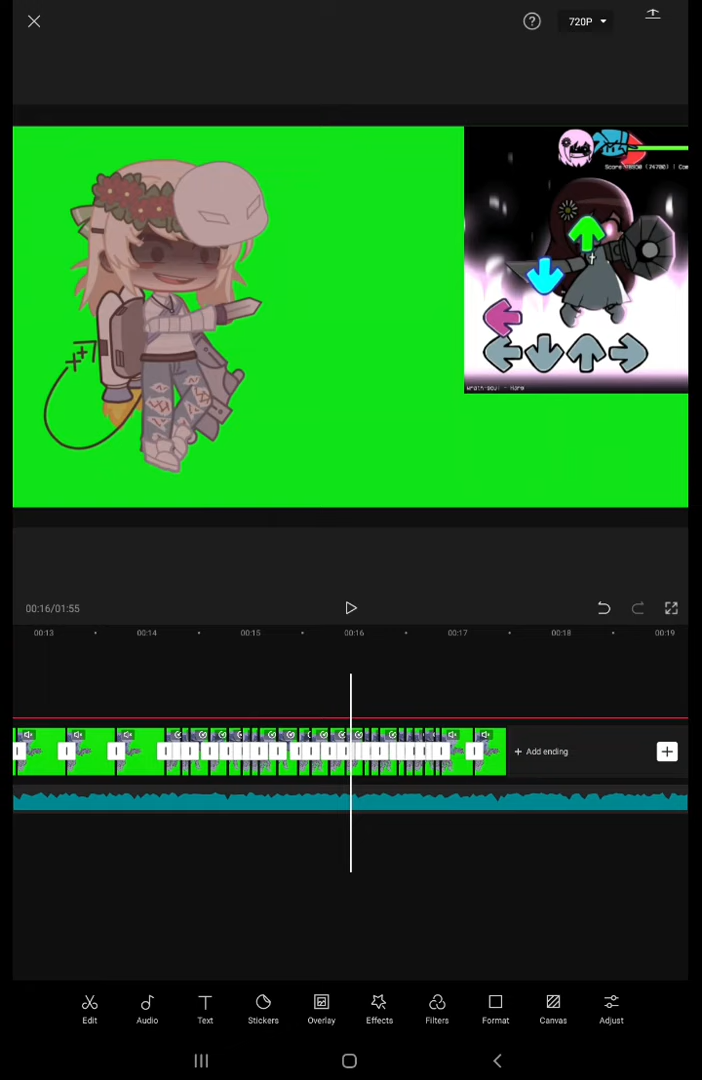 720P
00:16/01:55
00:13 00:14 00:15 00:16 00:17 00:18 00:19
+ Add ending
Edit Audio Text Stickers Overlay Effects Filters Format Canvas Adjust